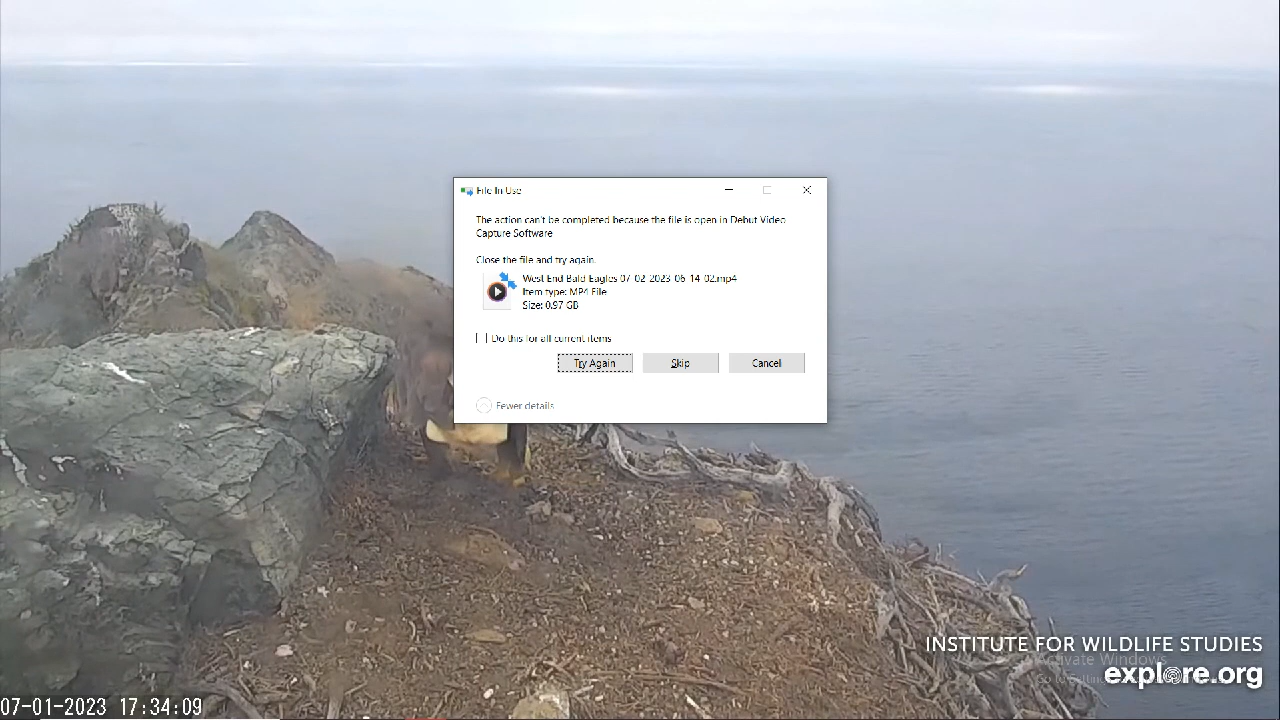 File In Use
The action can't be completed because the file is open in Debut Video
Capture Software
Close the file and try again.
West End Bald Eagles 07-02-2023-06-14-02.mp4
Item type: MP4 File
Size: 0.97 GB
Do this for all current items
Try Again Skip Cancel
Fewer details
INSTITUTE FOR WILDLIFE STUDIES
Activate Windows
explore.org
07-01-2023 17:34:09